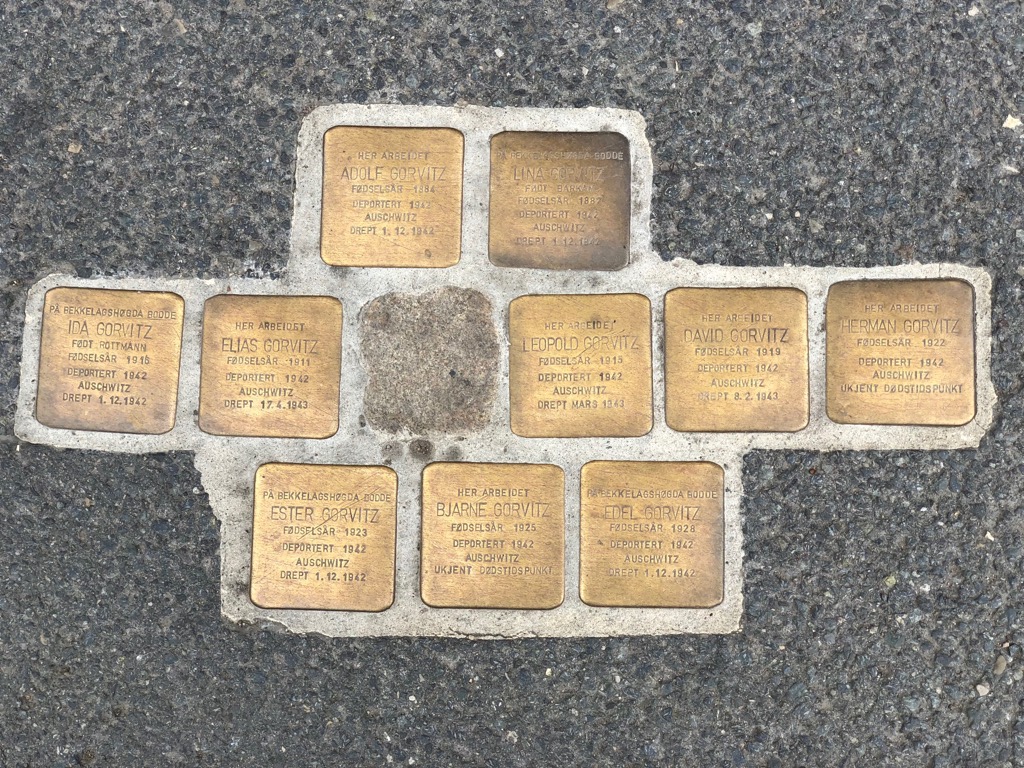 HER ARBEIDET
ADOLF GORVITZ
FØDSELSÅR 1884
DEPORTERT 1942
AUSCHWITZ
DREPT 1.12.1942
PÅ BEKKELAGSHØGDA BODDE
LINA GORVITZ
FØDT
FØDSELSÅR 1887
DEPORTERT 1942
AUSCHWITZ
DREPT 1.12.1942
PÅ BEKKELAGSHØGDA BODDE
IDA GORVITZ
FØDT ROTTMANN
FØDSELSÅR 1916
DEPORTERT 1942
AUSCHWITZ
DREPT 1.12.1942
HER ARBEIDET
ELIAS GORVITZ
FØDSELSÅR 1911
DEPORTERT 1942
AUSCHWITZ
DREPT 17.4.1943
HER ARBEIDET
LEOPOLD GORVITZ
FØDSELSÅR 1915
DEPORTERT 1942
AUSCHWITZ
DREPT MARS 1943
HER ARBEIDET
DAVID GORVITZ
FØDSELSÅR 1919
DEPORTERT 1942
AUSCHWITZ
DREPT 8.2.1943
HER ARBEIDET
HERMAN GORVITZ
FØDSELSÅR 1922
DEPORTERT 1942
AUSCHWITZ
UKJENT DØDSTIDSPUNKT
PÅ BEKKELAGSHØGDA BODDE
ESTER GORVITZ
FØDSELSÅR 1923
DEPORTERT 1942
AUSCHWITZ
DREPT 1.12.1942
HER ARBEIDET
BJARNE GORVITZ
FØDSELSÅR 1925
DEPORTERT 1942
AUSCHWITZ
UKJENT DØDSTIDSPUNKT
PÅ BEKKELAGSHØGDA BODDE
EDEL GORVITZ
FØDSELSÅR 1928
DEPORTERT 1942
AUSCHWITZ
DREPT 1.12.1942